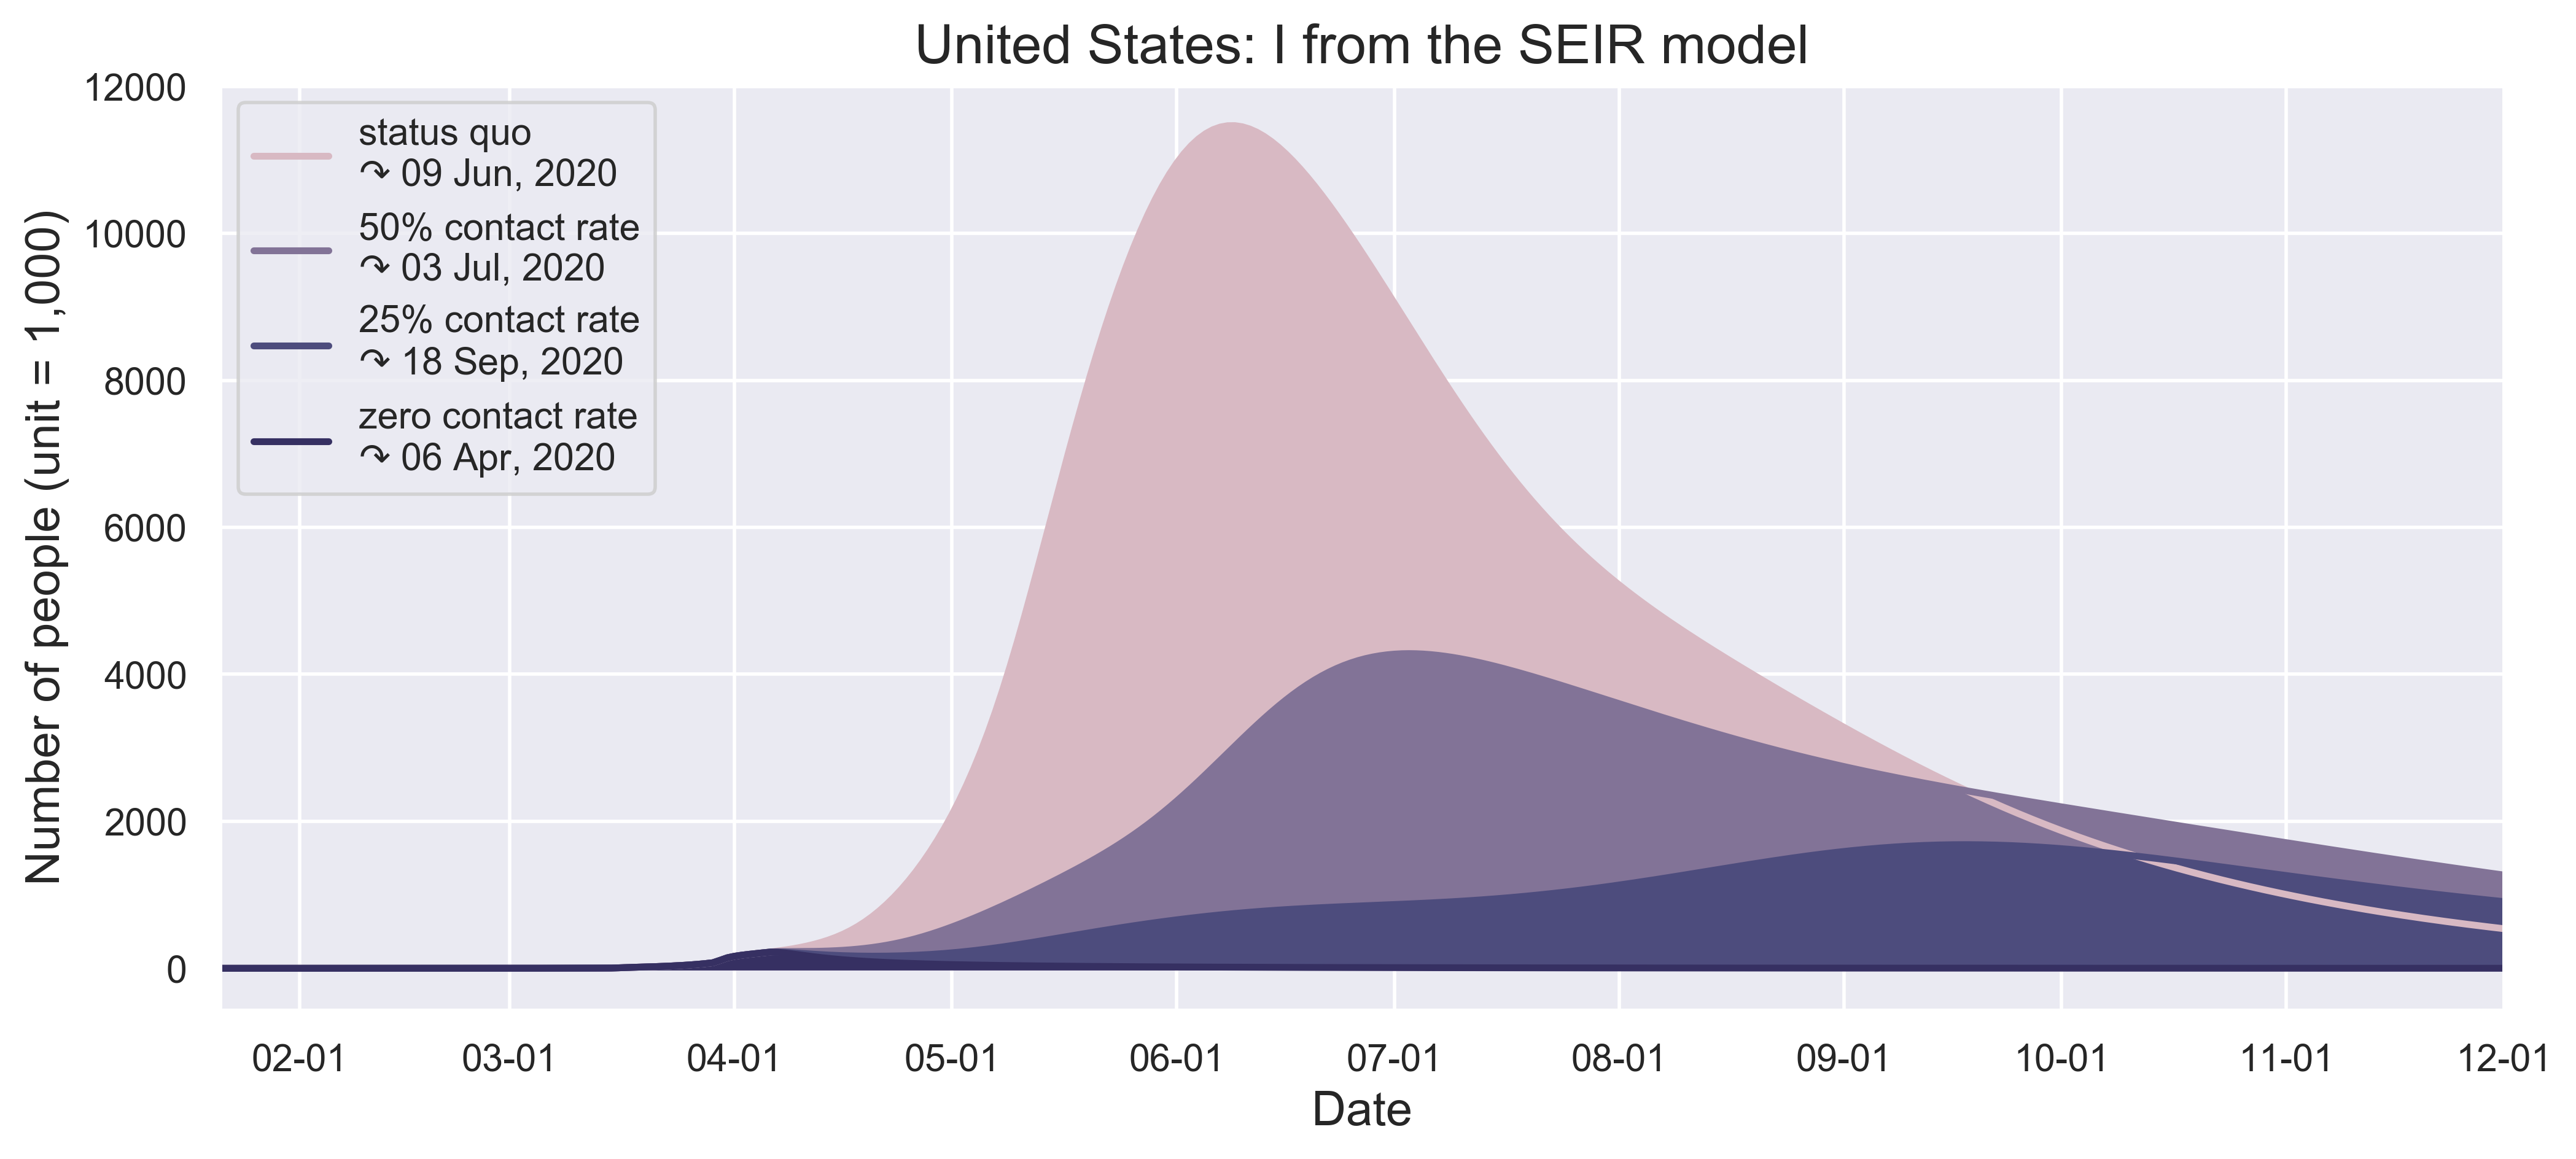 United States: I from the SEIR model
12000
10000
8000
6000
4000
2000
0
Number of people (unit = 1,000)
status quo
↷ 09 Jun, 2020
50% contact rate
↷ 03 Jul, 2020
25% contact rate
↷ 18 Sep, 2020
zero contact rate
↷ 06 Apr, 2020
02-01 03-01 04-01 05-01 06-01 07-01 08-01 09-01 10-01 11-01 12-01
Date